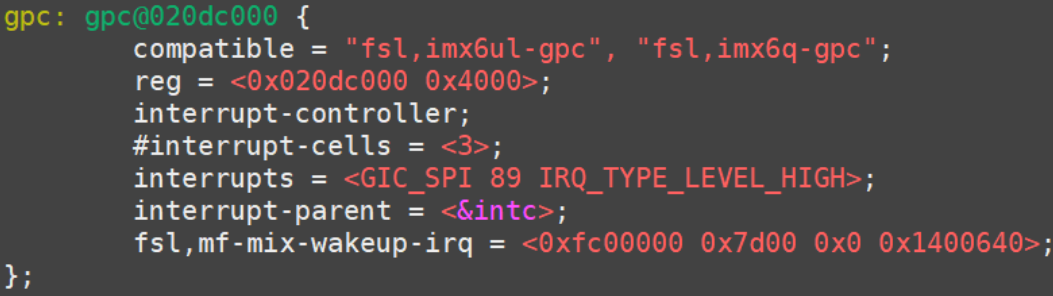 gpc: gpc@020dc000 {
        compatible = "fsl,imx6ul-gpc", "fsl,imx6q-gpc";
        reg = <0x020dc000 0x4000>;
        interrupt-controller;
        #interrupt-cells = <3>;
        interrupts = <GIC_SPI 89 IRQ_TYPE_LEVEL_HIGH>;
        interrupt-parent = <&intc>;
        fsl,mf-mix-wakeup-irq = <0xfc00000 0x7d00 0x0 0x1400640>;
};